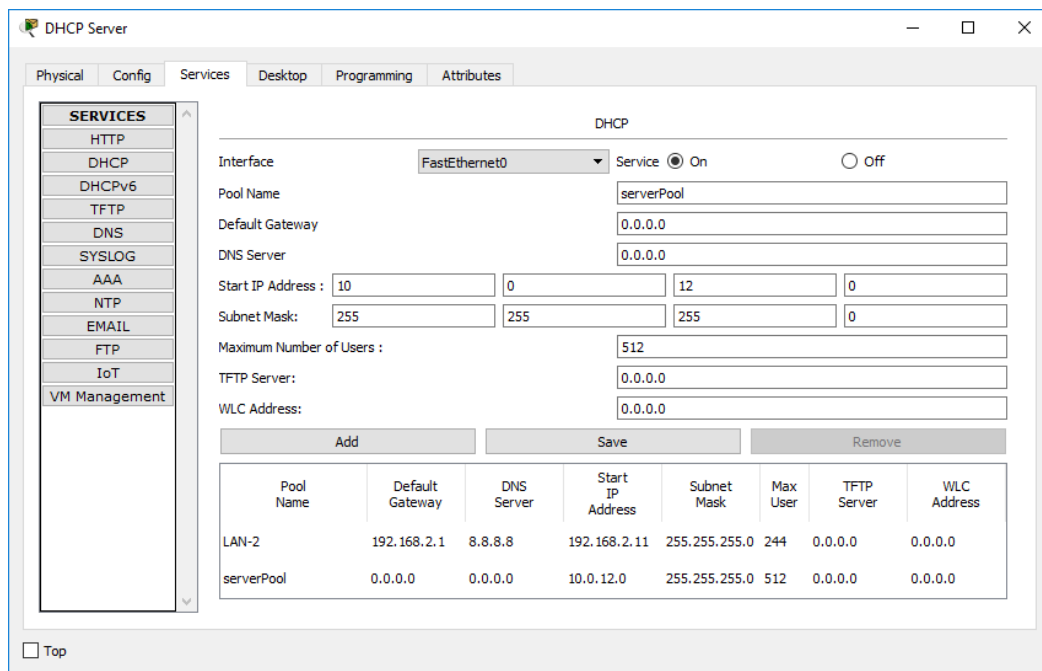 DHCP Server
Physical Config Services Desktop Programming Attributes
SERVICES
HTTP
DHCP
DHCPv6
TFTP
DNS
SYSLOG
AAA
NTP
EMAIL
FTP
IoT
VM Management
DHCP
Interface FastEthernet0 Service On Off
Pool Name serverPool
Default Gateway 0.0.0.0
DNS Server 0.0.0.0
Start IP Address : 10 0 12 0
Subnet Mask: 255 255 255 0
Maximum Number of Users : 512
TFTP Server: 0.0.0.0
WLC Address: 0.0.0.0
Add Save Remove
Pool Name Default Gateway DNS Server Start IP Address Subnet Mask Max User TFTP Server WLC Address
LAN-2 192.168.2.1 8.8.8.8 192.168.2.11 255.255.255.0 244 0.0.0.0 0.0.0.0
serverPool 0.0.0.0 0.0.0.0 10.0.12.0 255.255.255.0 512 0.0.0.0 0.0.0.0
Top